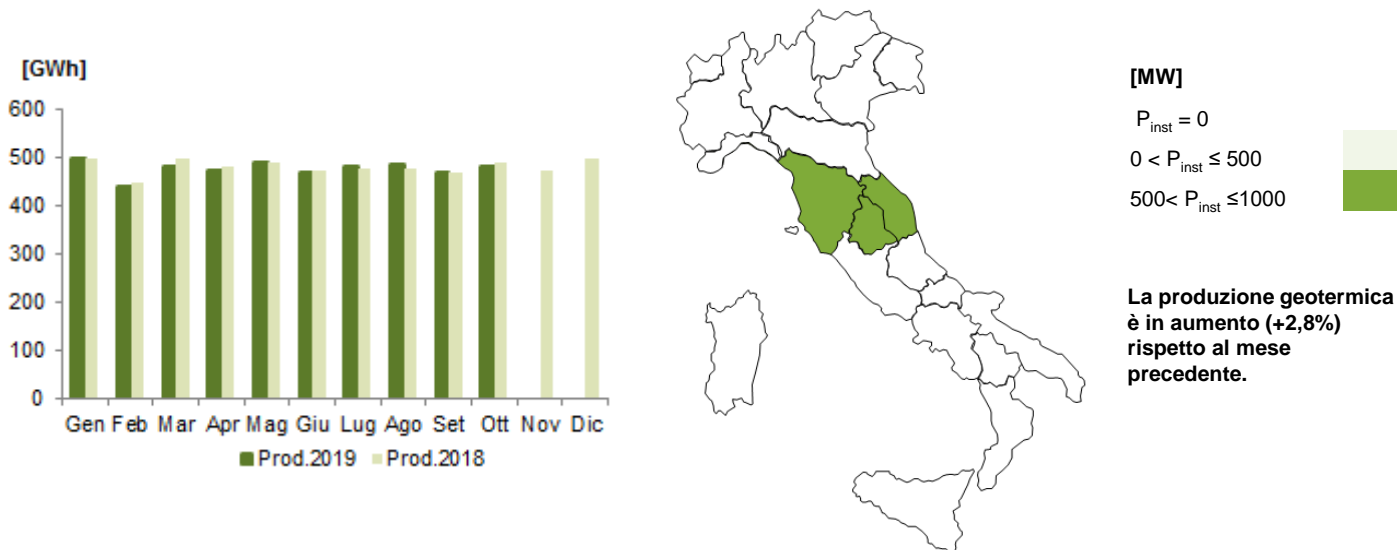 [GWh]
600
500
400
300
200
100
0
Gen Feb Mar Apr Mag Giu Lug Ago Set Ott Nov Dic
Prod.2019 Prod.2018
[MW]
Pinst = 0
0 < Pinst ≤ 500
500< Pinst ≤1000
La produzione geotermica
è in aumento (+2,8%)
rispetto al mese
precedente.